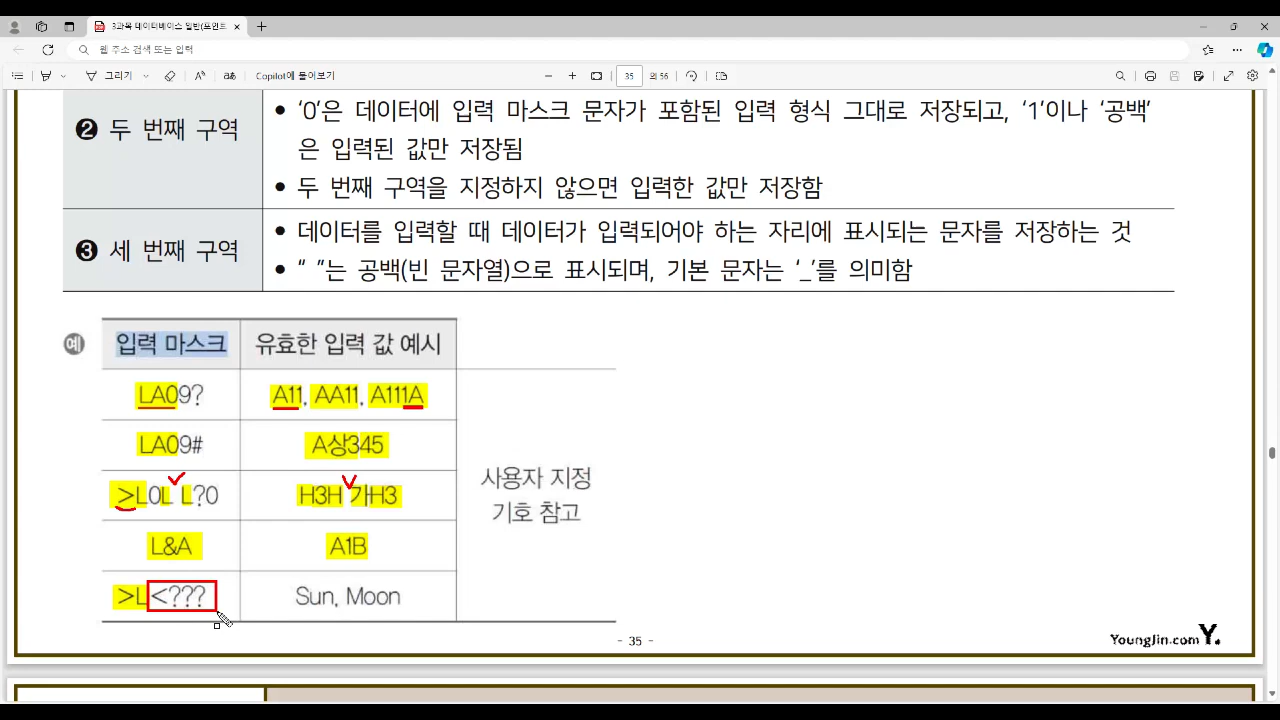 3과목 데이터베이스 일반(포인트
웹 주소 검색 또는 입력
그리기
Copilot에 물어보기
35 의 56
❷ 두 번째 구역
• ‘0’은 데이터에 입력 마스크 문자가 포함된 입력 형식 그대로 저장되고, ‘1’이나 ‘공백’
은 입력된 값만 저장됨
• 두 번째 구역을 지정하지 않으면 입력한 값만 저장함
❸ 세 번째 구역
• 데이터를 입력할 때 데이터가 입력되어야 하는 자리에 표시되는 문자를 저장하는 것
• “ ”는 공백(빈 문자열)으로 표시되며, 기본 문자는 ‘_’를 의미함
예
입력 마스크 유효한 입력 값 예시
LA09? A11, AA11, A111A
LA09# A상345
>L0L L?0 H3H 가H3
L&A A1B
>L<??? Sun, Moon
사용자 지정
기호 참고
- 35 -
YoungJin.com Y.